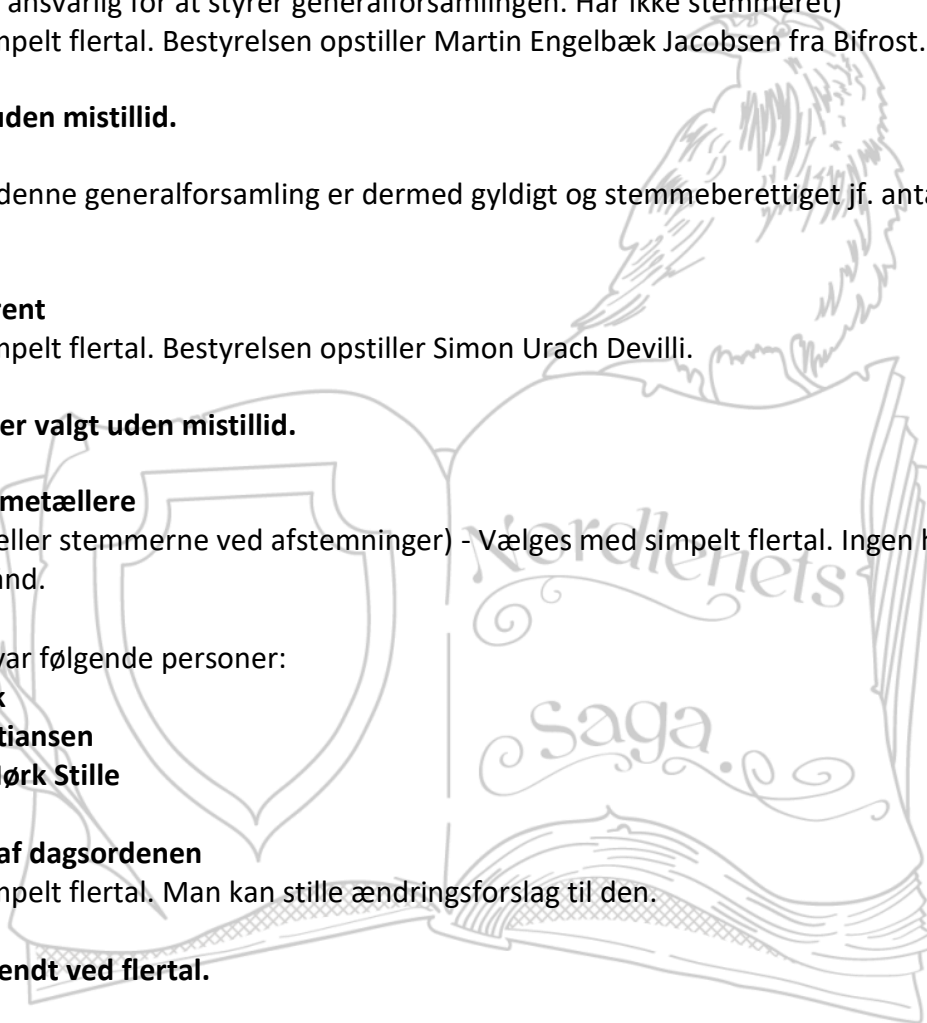 ansvarlig for at styrer generalforsamlingen. Har ikke stemmeret)
mpelt flertal. Bestyrelsen opstiller Martin Engelbæk Jacobsen fra Bifrost.
uden mistillid.
denne generalforsamling er dermed gyldigt og stemmeberettiget jf. anta
rent
mpelt flertal. Bestyrelsen opstiller Simon Urach Devilli.
er valgt uden mistillid.
metællere
eller stemmerne ved afstemninger) - Vælges med simpelt flertal. Ingen h
and.
Nordlenets
var følgende personer:
k
tiansen
Saga.
Mørk Stille
af dagsordenen
mpelt flertal. Man kan stille ændringsforslag til den.
endt ved flertal.